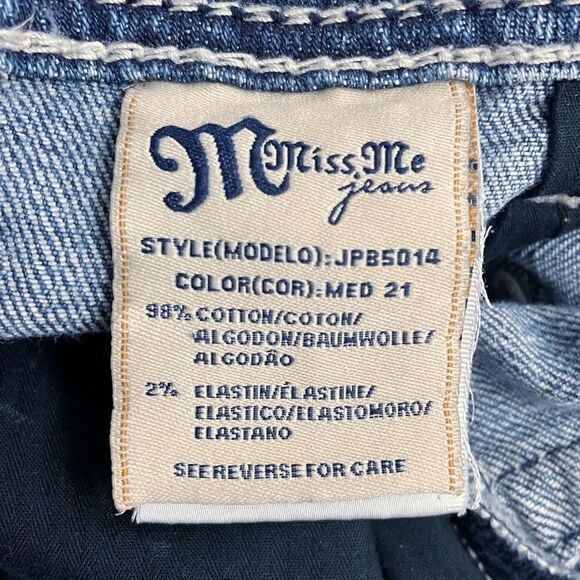 M Miss Me
jeans
STYLE(MODELO):JPB5014
COLOR(COR):MED 21
98% COTTON/COTON/
ALGODON/BAUMWOLLE/
ALGODÃO
2% ELASTIN/ÉLASTINE/
ELASTICO/ELASTOMORO/
ELASTANO
SEE REVERSE FOR CARE